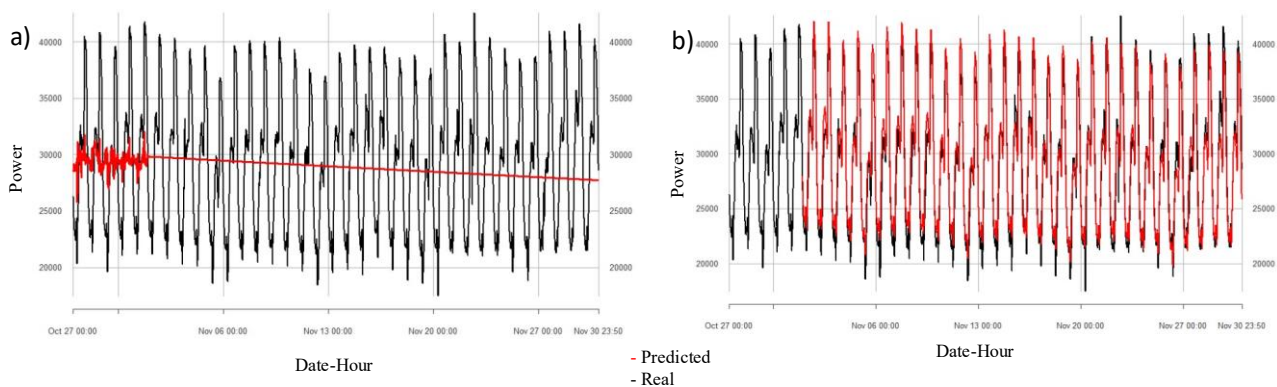 a)
40000
35000
30000
25000
20000
Power
40000
35000
30000
25000
20000
Oct 27 00:00
Nov 06 00:00
Nov 13 00:00
Nov 20 00:00
Nov 27 00:00
Nov 30 23:50
Date-Hour
b)
40000
35000
30000
25000
20000
Power
40000
35000
30000
25000
20000
Oct 27 00:00
Nov 06 00:00
Nov 13 00:00
Nov 20 00:00
Nov 27 00:00
Nov 30 23:50
Date-Hour
- Predicted
- Real